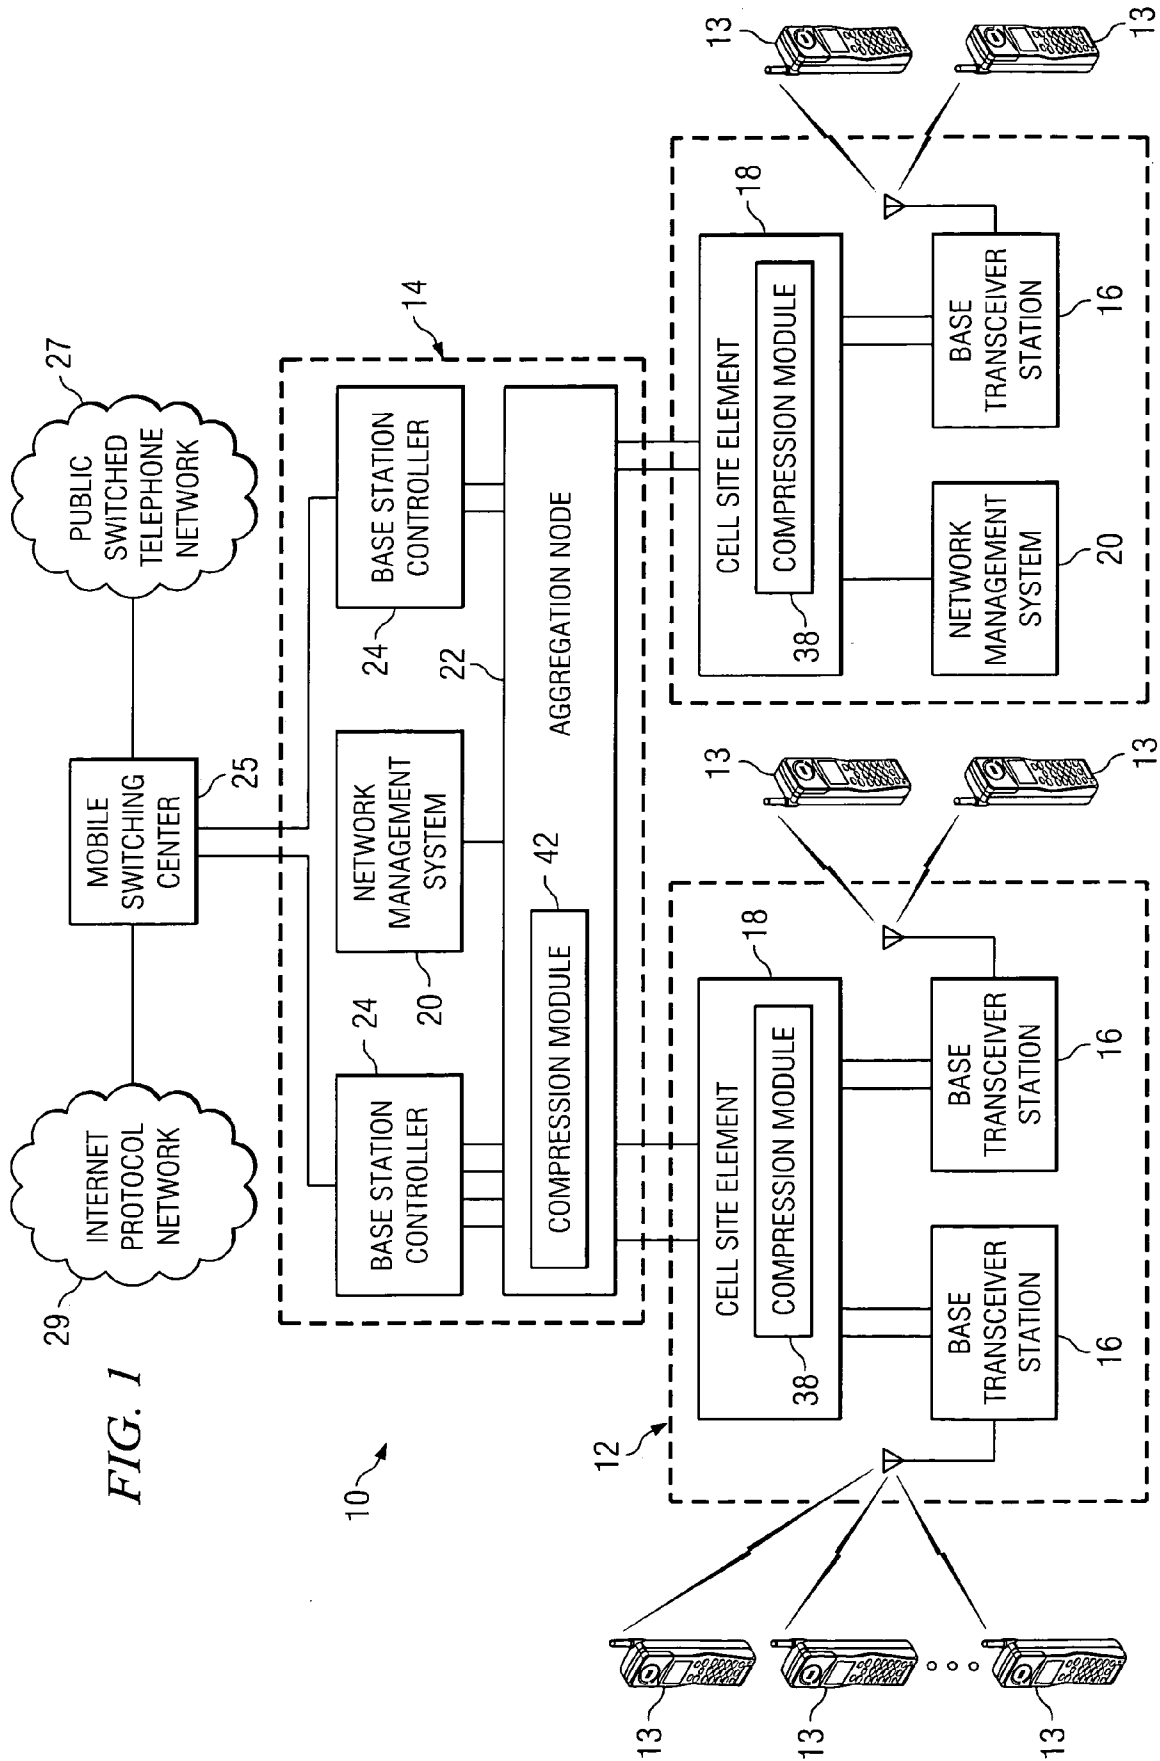 FIG. 1
29
INTERNET
PROTOCOL
NETWORK
MOBILE
SWITCHING
CENTER
25
27
PUBLIC
SWITCHED
TELEPHONE
NETWORK
10
14
24
BASE STATION
CONTROLLER
NETWORK
MANAGEMENT
SYSTEM
20
BASE STATION
CONTROLLER
24
22
AGGREGATION NODE
COMPRESSION MODULE
42
12
CELL SITE ELEMENT
18
COMPRESSION MODULE
38
BASE
TRANSCEIVER
STATION
16
BASE
TRANSCEIVER
STATION
16
CELL SITE ELEMENT
18
COMPRESSION MODULE
38
NETWORK
MANAGEMENT
SYSTEM
20
BASE
TRANSCEIVER
STATION
16
13
13
13
13
13
13
13